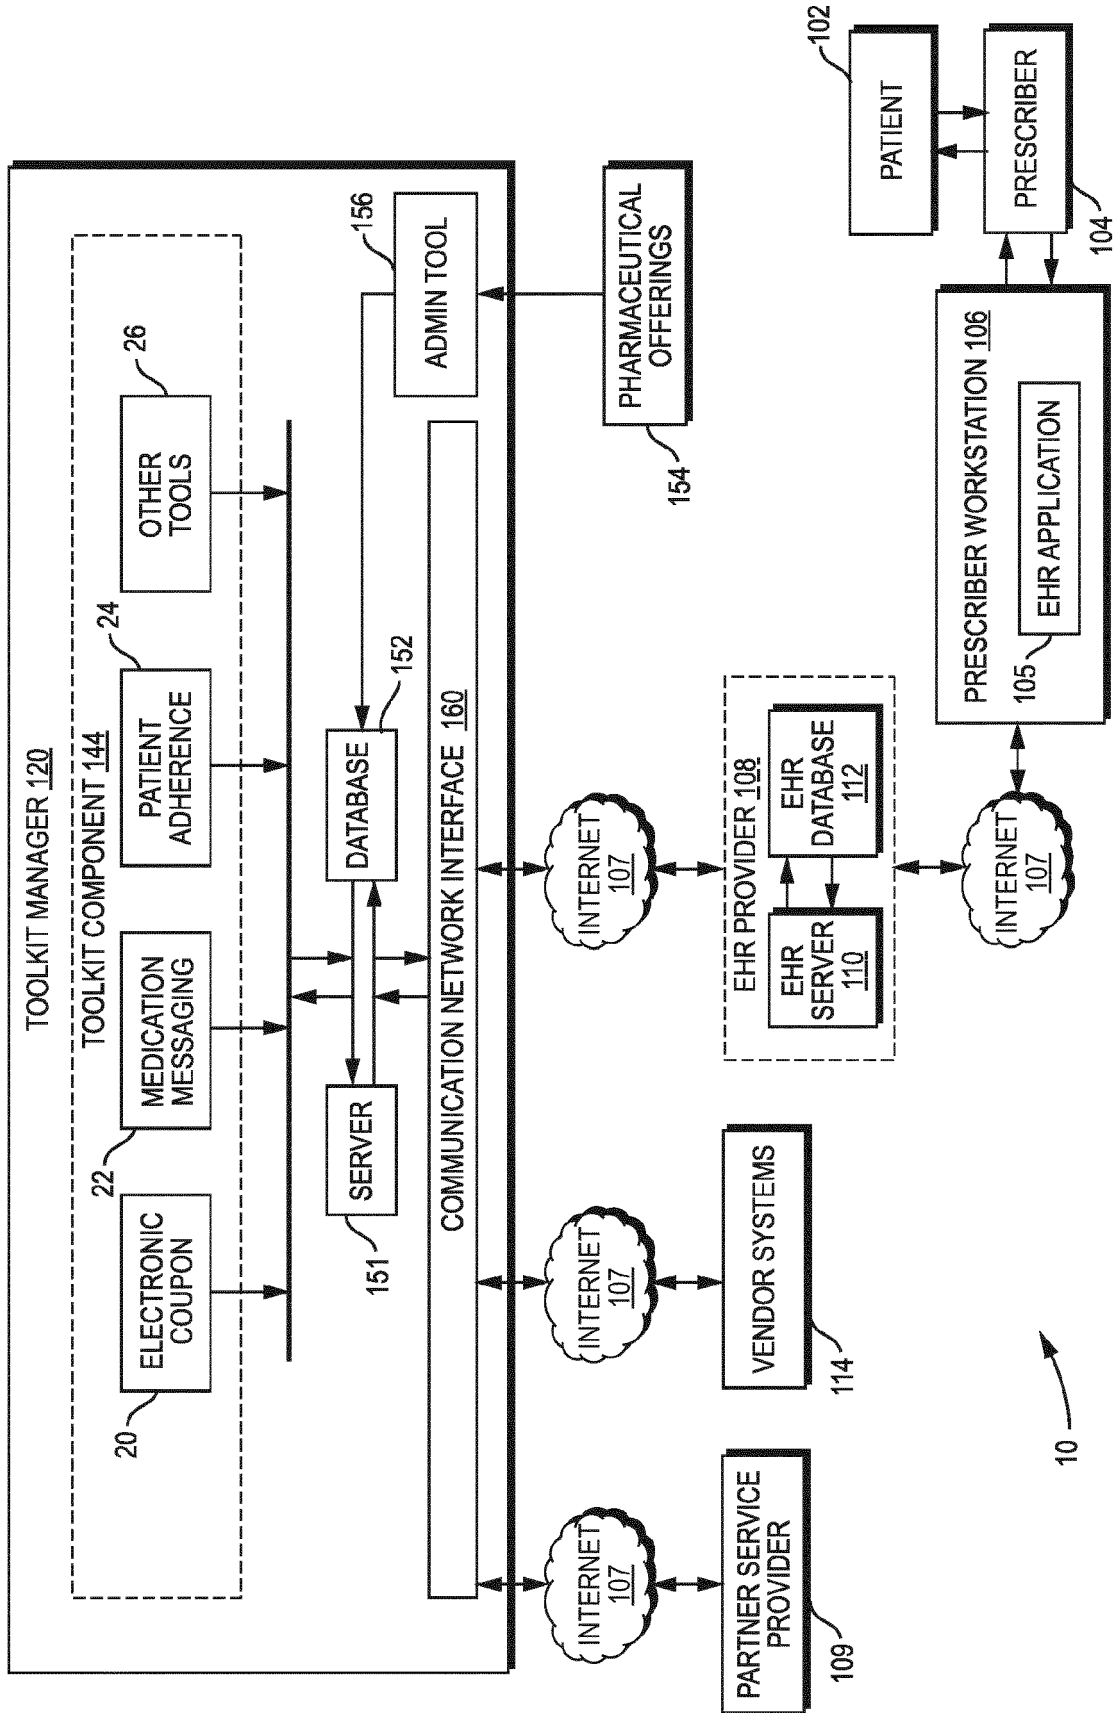 TOOLKIT MANAGER 120
TOOLKIT COMPONENT 144
20
ELECTRONIC
COUPON
22
MEDICATION
MESSAGING
24
PATIENT
ADHERENCE
26
OTHER
TOOLS
151
SERVER
DATABASE
152
156
ADMIN TOOL
COMMUNICATION NETWORK INTERFACE 160
INTERNET
107
INTERNET
107
INTERNET
107
154
PHARMACEUTICAL
OFFERINGS
109
PARTNER SERVICE
PROVIDER
114
VENDOR SYSTEMS
EHR PROVIDER 108
EHR
SERVER
110
EHR
DATABASE
112
INTERNET
107
PRESCRIBER WORKSTATION 106
105
EHR APPLICATION
102
PATIENT
PRESCRIBER
104
10